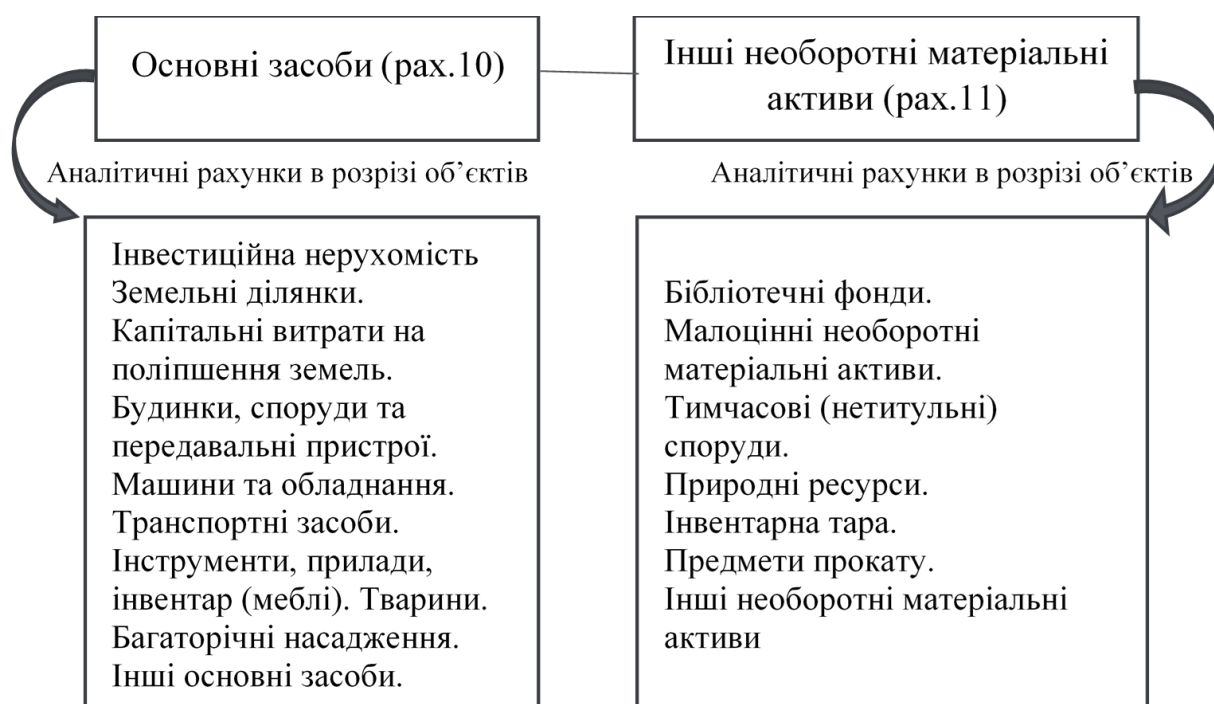 Основні засоби (рах.10)
Інші необоротні матеріальні
активи (рах.11)
Аналітичні рахунки в розрізі об’єктів
Аналітичні рахунки в розрізі об’єктів
Інвестиційна нерухомість
Земельні ділянки.
Капітальні витрати на
поліпшення земель.
Будинки, споруди та
передавальні пристрої.
Машини та обладнання.
Транспортні засоби.
Інструменти, прилади,
інвентар (меблі). Тварини.
Багаторічні насадження.
Інші основні засоби.
Бібліотечні фонди.
Малоцінні необоротні
матеріальні активи.
Тимчасові (нетитульні)
споруди.
Природні ресурси.
Інвентарна тара.
Предмети прокату.
Інші необоротні матеріальні
активи